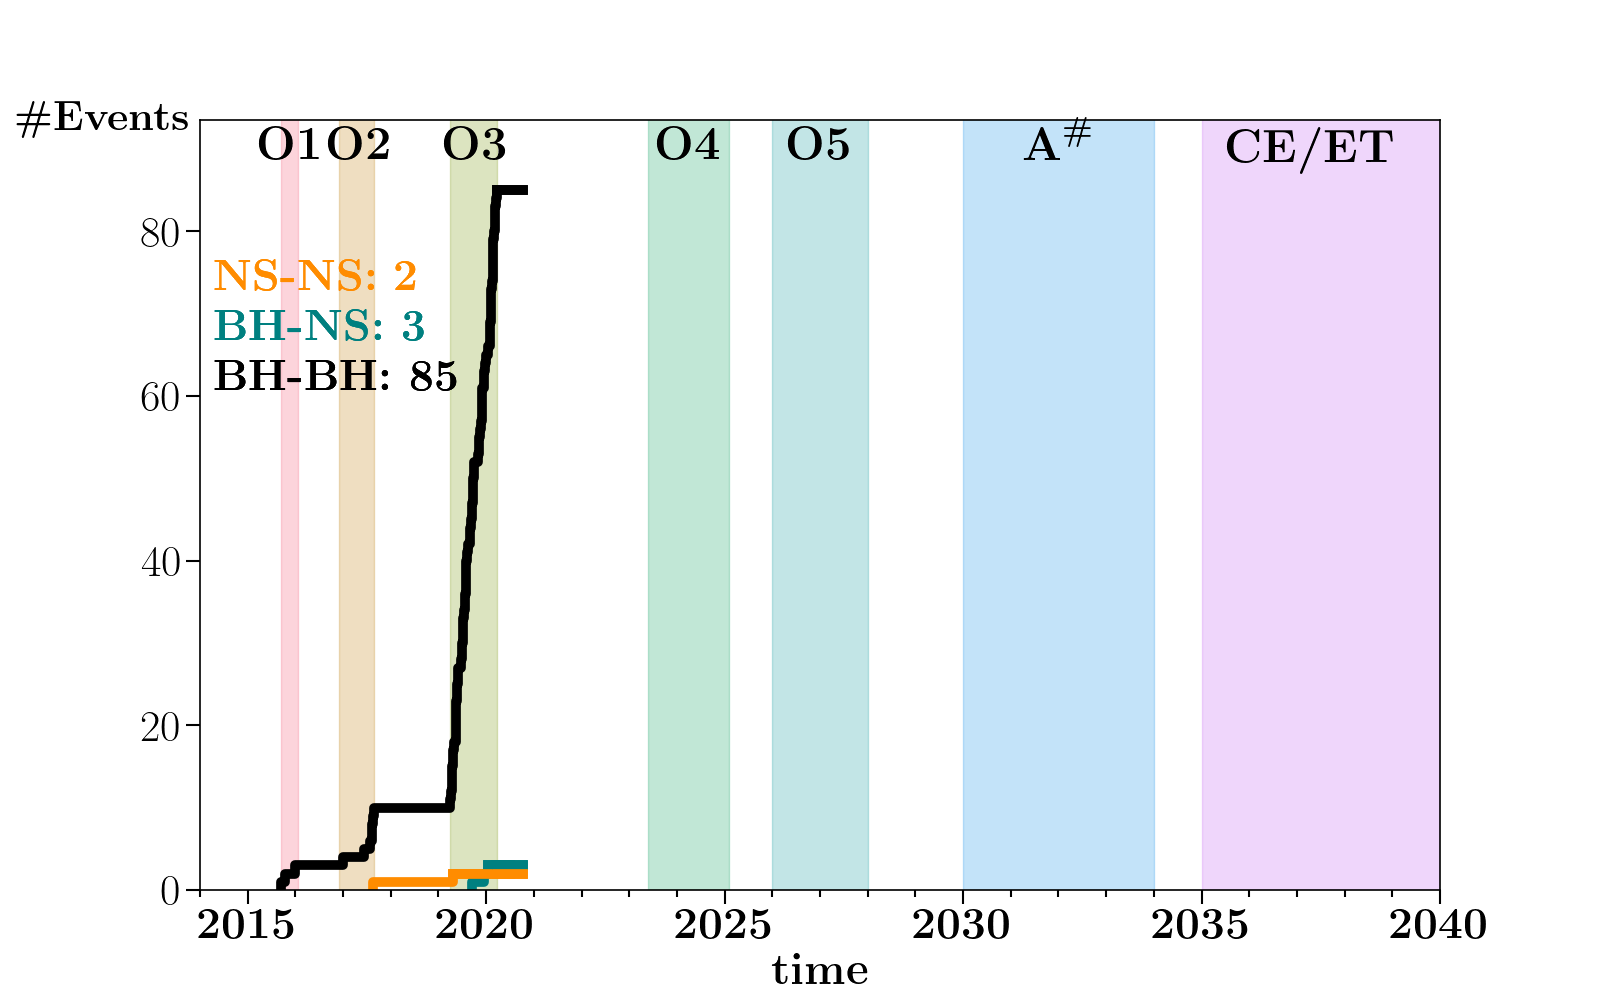 #Events
O1 O2 O3 O4 O5 A# CE/ET
80
NS-NS: 2
BH-NS: 3
BH-BH: 85
60
40
20
0
2015 2020 2025 2030 2035 2040
time